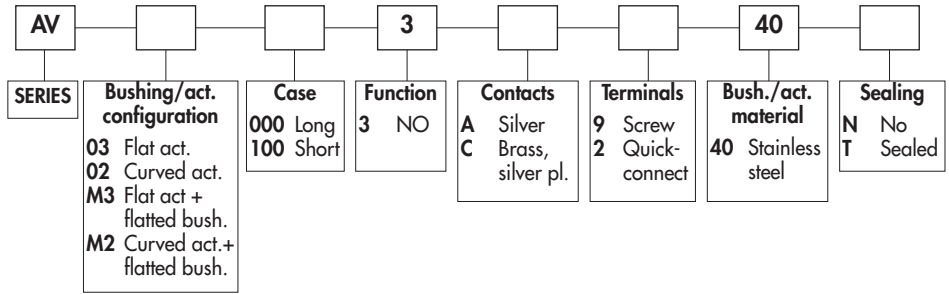 AV 3 40
SERIES
Bushing/act.
configuration
03 Flat act.
02 Curved act.
M3 Flat act +
flatted bush.
M2 Curved act.+
flatted bush.
Case
000 Long
100 Short
Function
3 NO
Contacts
A Silver
C Brass,
silver pl.
Terminals
9 Screw
2 Quick-
connect
Bush./act.
material
40 Stainless
steel
Sealing
N No
T Sealed